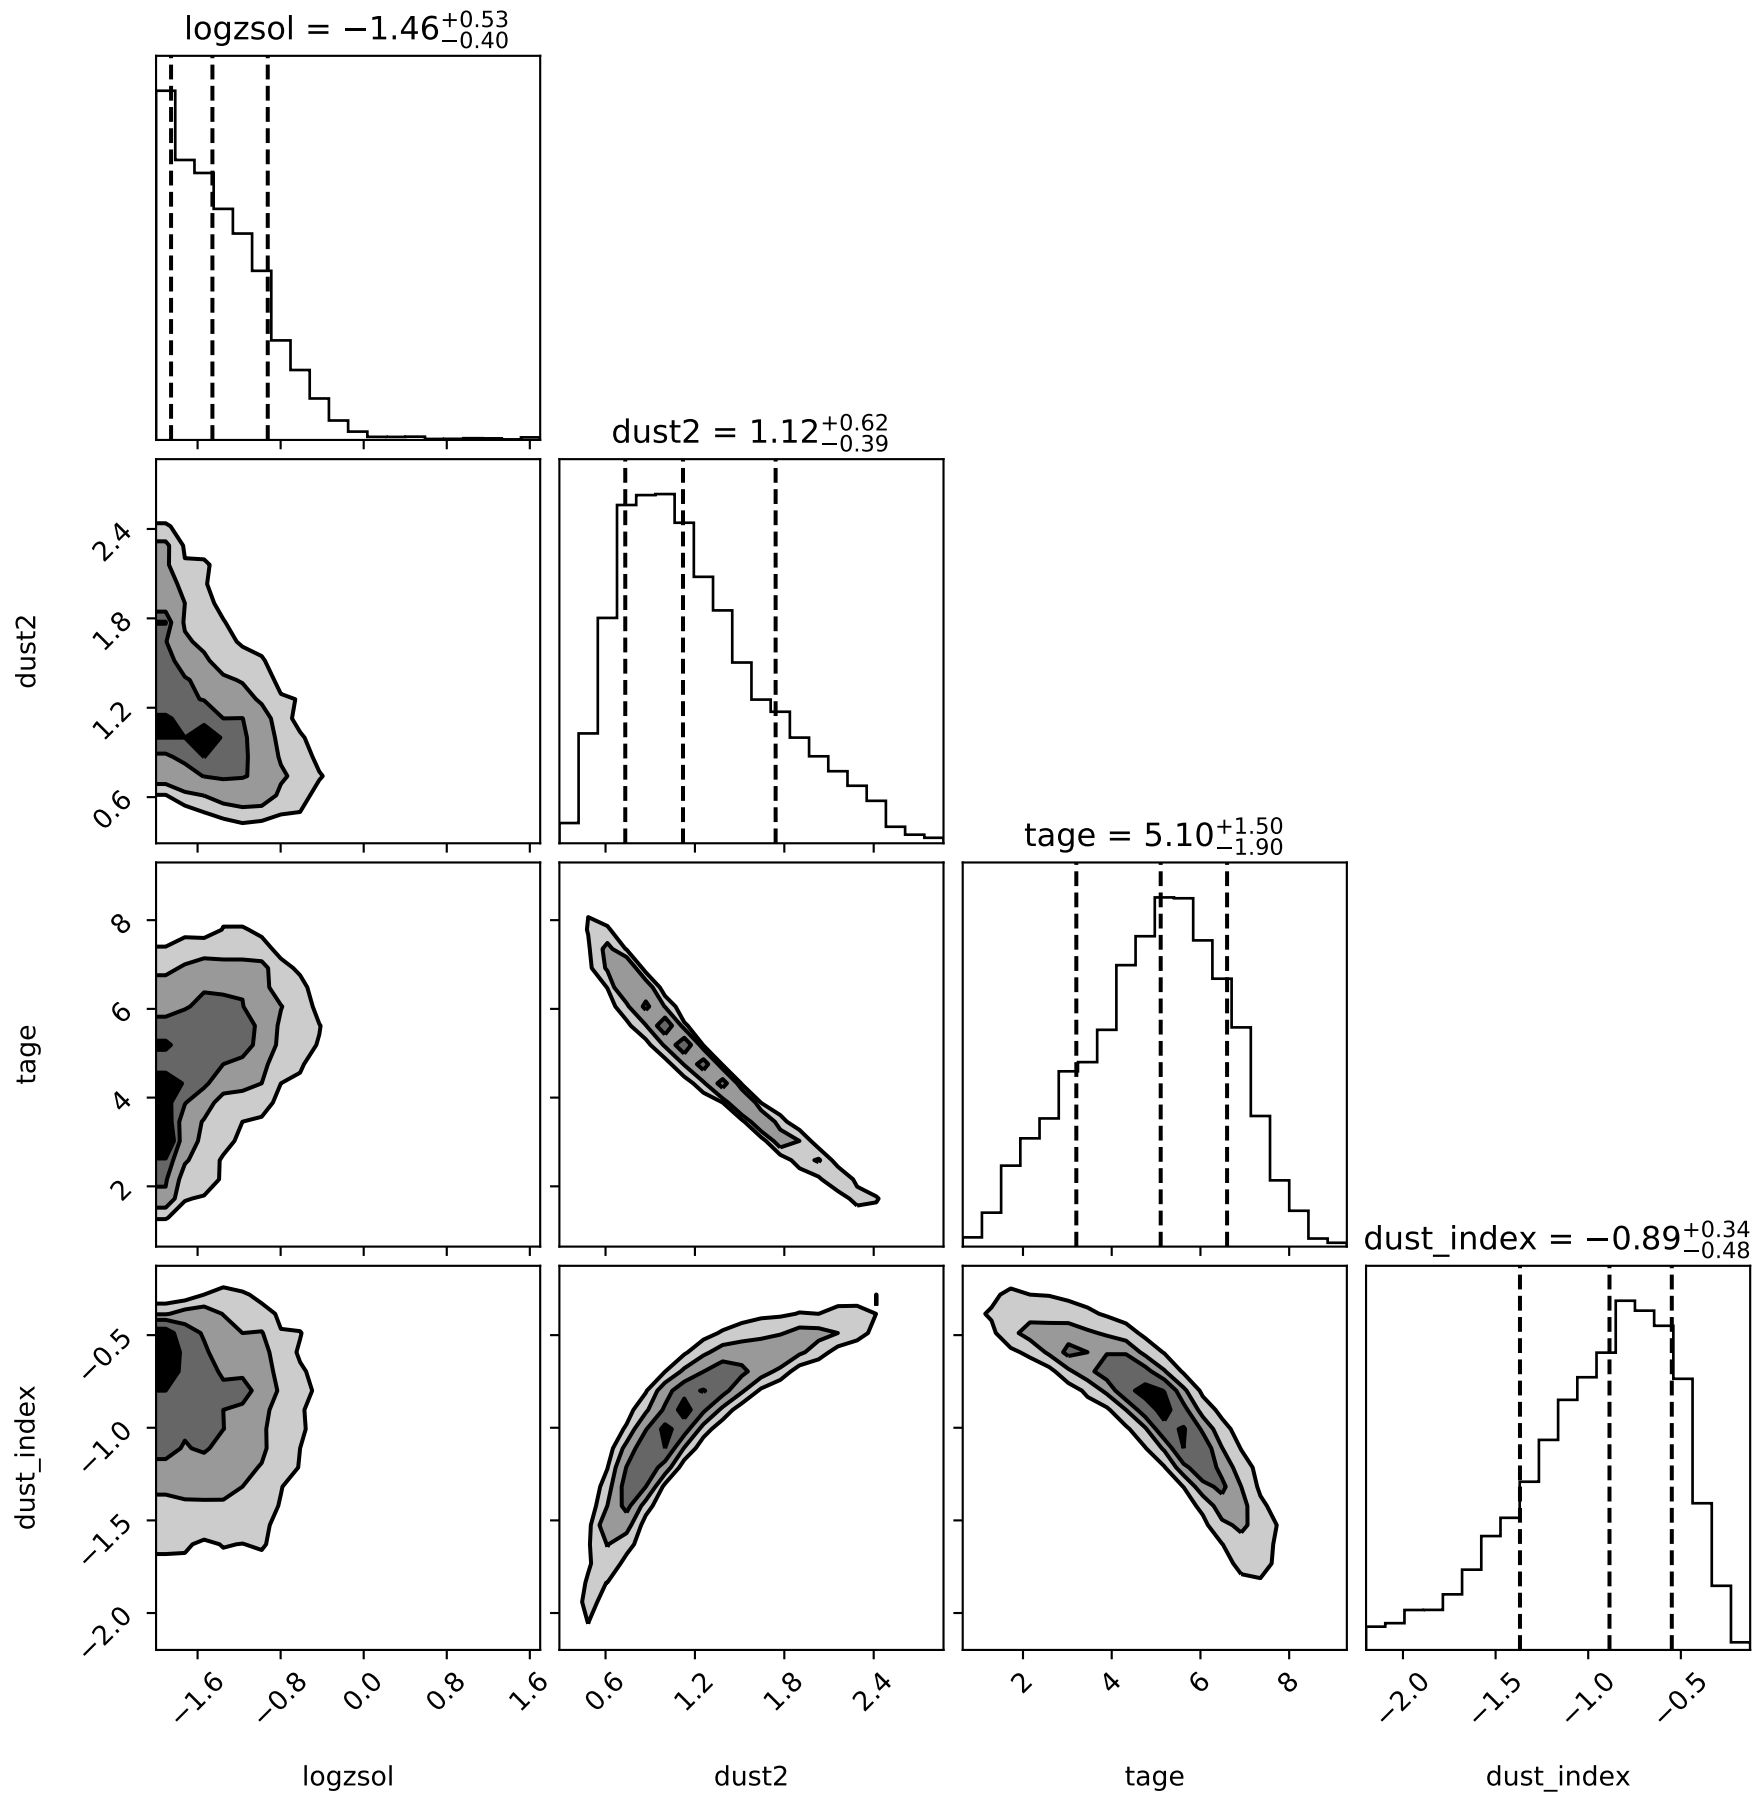 logzsol = −1.46+0.53−0.40
dust2 = 1.12+0.62−0.39
2.4
1.8
1.2
0.6
dust2
tage = 5.10+1.50−1.90
8
6
4
2
tage
dust_index = −0.89+0.34−0.48
−0.5
−1.0
−1.5
−2.0
dust_index
−1.6 −0.8 0.0 0.8 1.6 0.6 1.2 1.8 2.4 2 4 6 8 −2.0 −1.5 −1.0 −0.5
logzsol dust2 tage dust_index